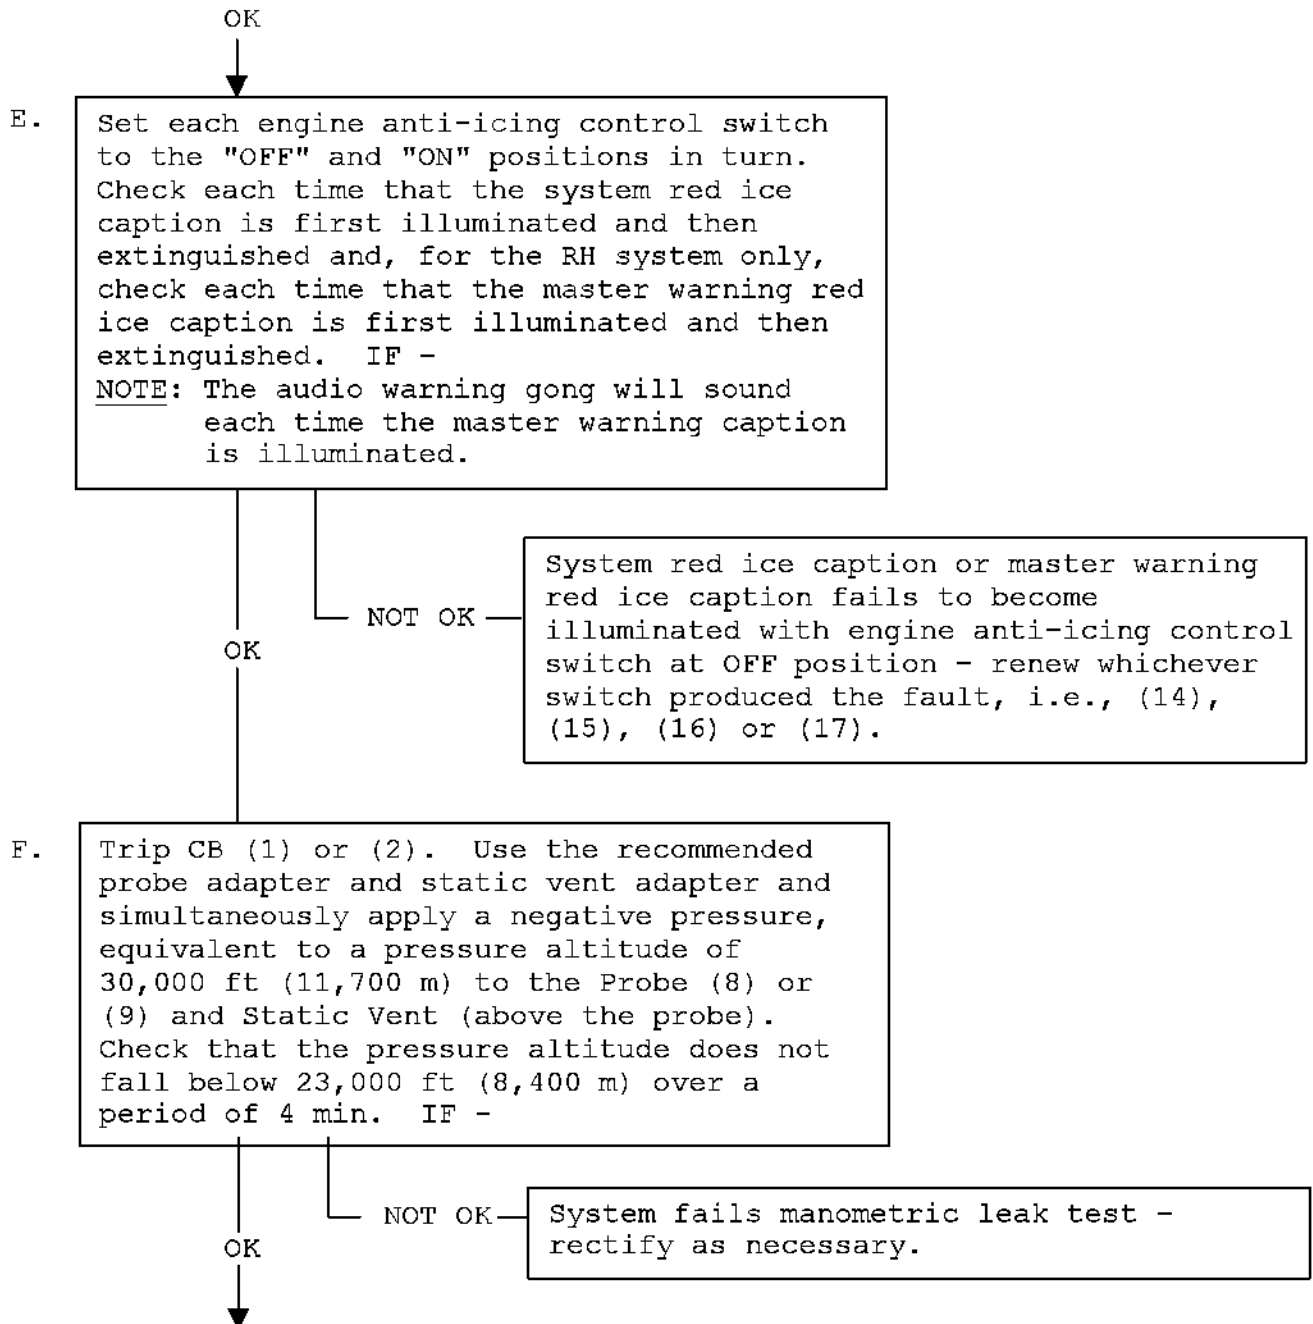 OK
E.
Set each engine anti-icing control switch
to the "OFF" and "ON" positions in turn.
Check each time that the system red ice
caption is first illuminated and then
extinguished and, for the RH system only,
check each time that the master warning red
ice caption is first illuminated and then
extinguished.  IF -
NOTE: The audio warning gong will sound
each time the master warning caption
is illuminated.
NOT OK
System red ice caption or master warning
red ice caption fails to become
illuminated with engine anti-icing control
switch at OFF position - renew whichever
switch produced the fault, i.e., (14),
(15), (16) or (17).
OK
F.
Trip CB (1) or (2).  Use the recommended
probe adapter and static vent adapter and
simultaneously apply a negative pressure,
equivalent to a pressure altitude of
30,000 ft (11,700 m) to the Probe (8) or
(9) and Static Vent (above the probe).
Check that the pressure altitude does not
fall below 23,000 ft (8,400 m) over a
period of 4 min.  IF -
NOT OK
System fails manometric leak test -
rectify as necessary.
OK